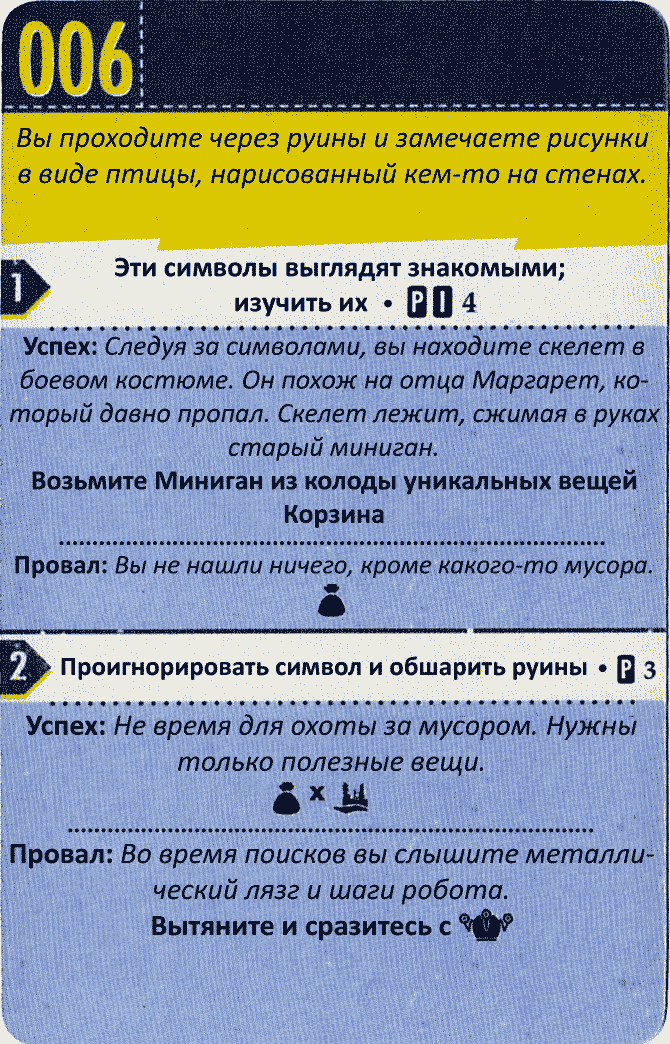 006
Вы проходите через руины и замечаете рисунки
в виде птицы, нарисованный кем-то на стенах.
1
Эти символы выглядят знакомыми;
изучить их • P I 4
Успех: Следуя за символами, вы находите скелет в
боевом костюме. Он похож на отца Маргарет, ко-
торый давно пропал. Скелет лежит, сжимая в руках
старый миниган.
Возьмите Миниган из колоды уникальных вещей
Корзина
Провал: Вы не нашли ничего, кроме какого-то мусора.
2
Проигнорировать символ и обшарить руины • P 3
Успех: Не время для охоты за мусором. Нужны
только полезные вещи.
x
Провал: Во время поисков вы слышите металли-
ческий лязг и шаги робота.
Вытяните и сразитесь с